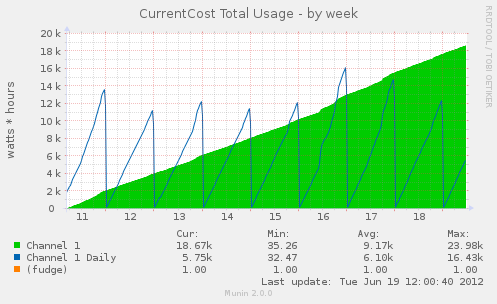 CurrentCost Total Usage - by week
RRDTOOL / TOBI OETIKER
watts * hours
20 k
18 k
16 k
14 k
12 k
10 k
8 k
6 k
4 k
2 k
0
11 12 13 14 15 16 17 18
Cur: Min: Avg: Max:
Channel 1 18.67k 35.26 9.17k 23.98k
Channel 1 Daily 5.75k 32.47 6.10k 16.43k
(fudge) 1.00 1.00 1.00 1.00
Last update: Tue Jun 19 12:00:40 2012
Munin 2.0.0